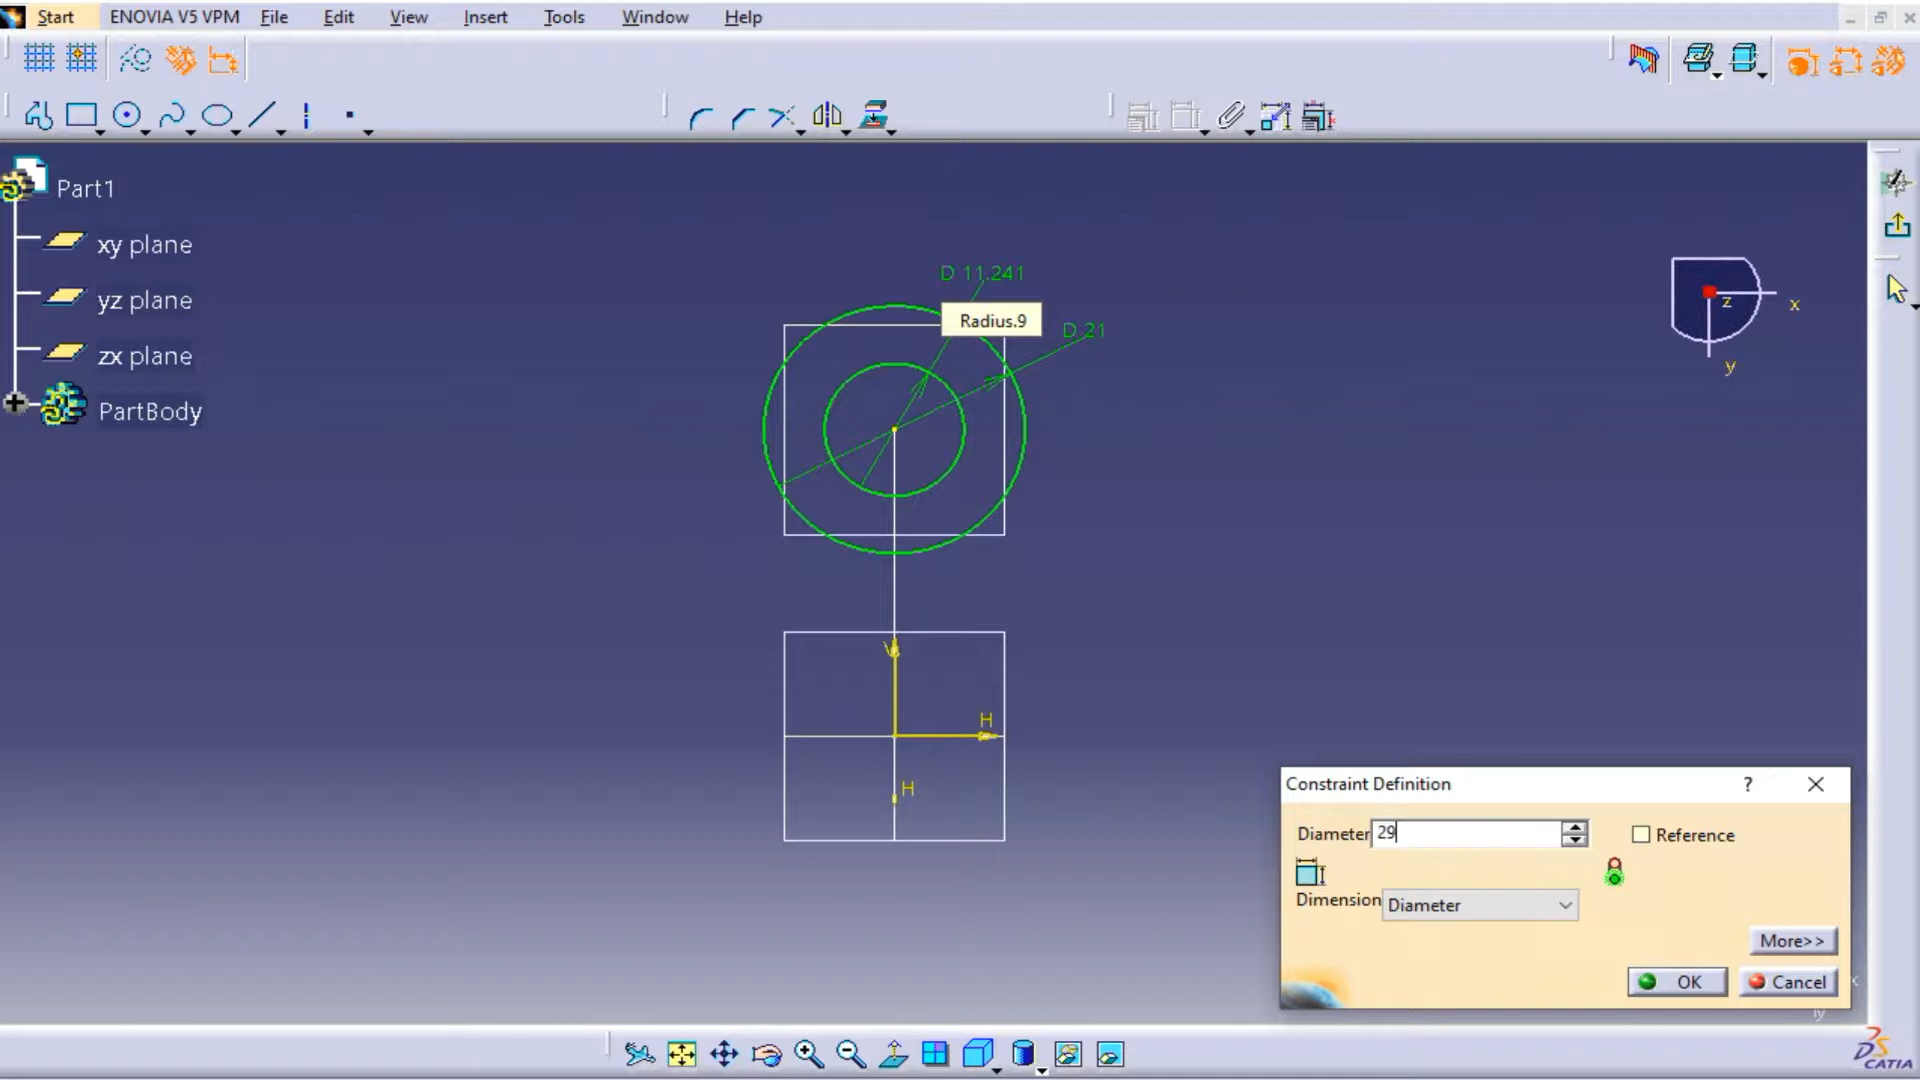 Start ENOVIA V5 VPM File Edit View Insert Tools Window Help
Part1
xy plane
yz plane
zx plane
PartBody
D 11.241
Radius.9
D 21
z
x
y
V
H
H
Constraint Definition ?
Diameter 29
Reference
Dimension Diameter
More>>
OK Cancel
x
DS
CATIA